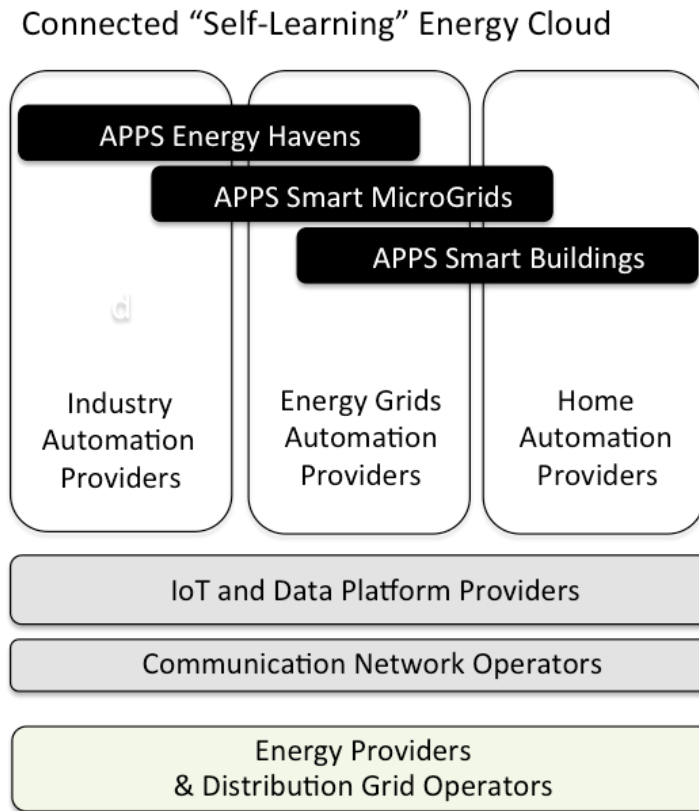 Connected “Self-Learning” Energy Cloud
APPS Energy Havens
APPS Smart MicroGrids
APPS Smart Buildings
d
Industry
Automation
Providers
Energy Grids
Automation
Providers
Home
Automation
Providers
IoT and Data Platform Providers
Communication Network Operators
Energy Providers
& Distribution Grid Operators